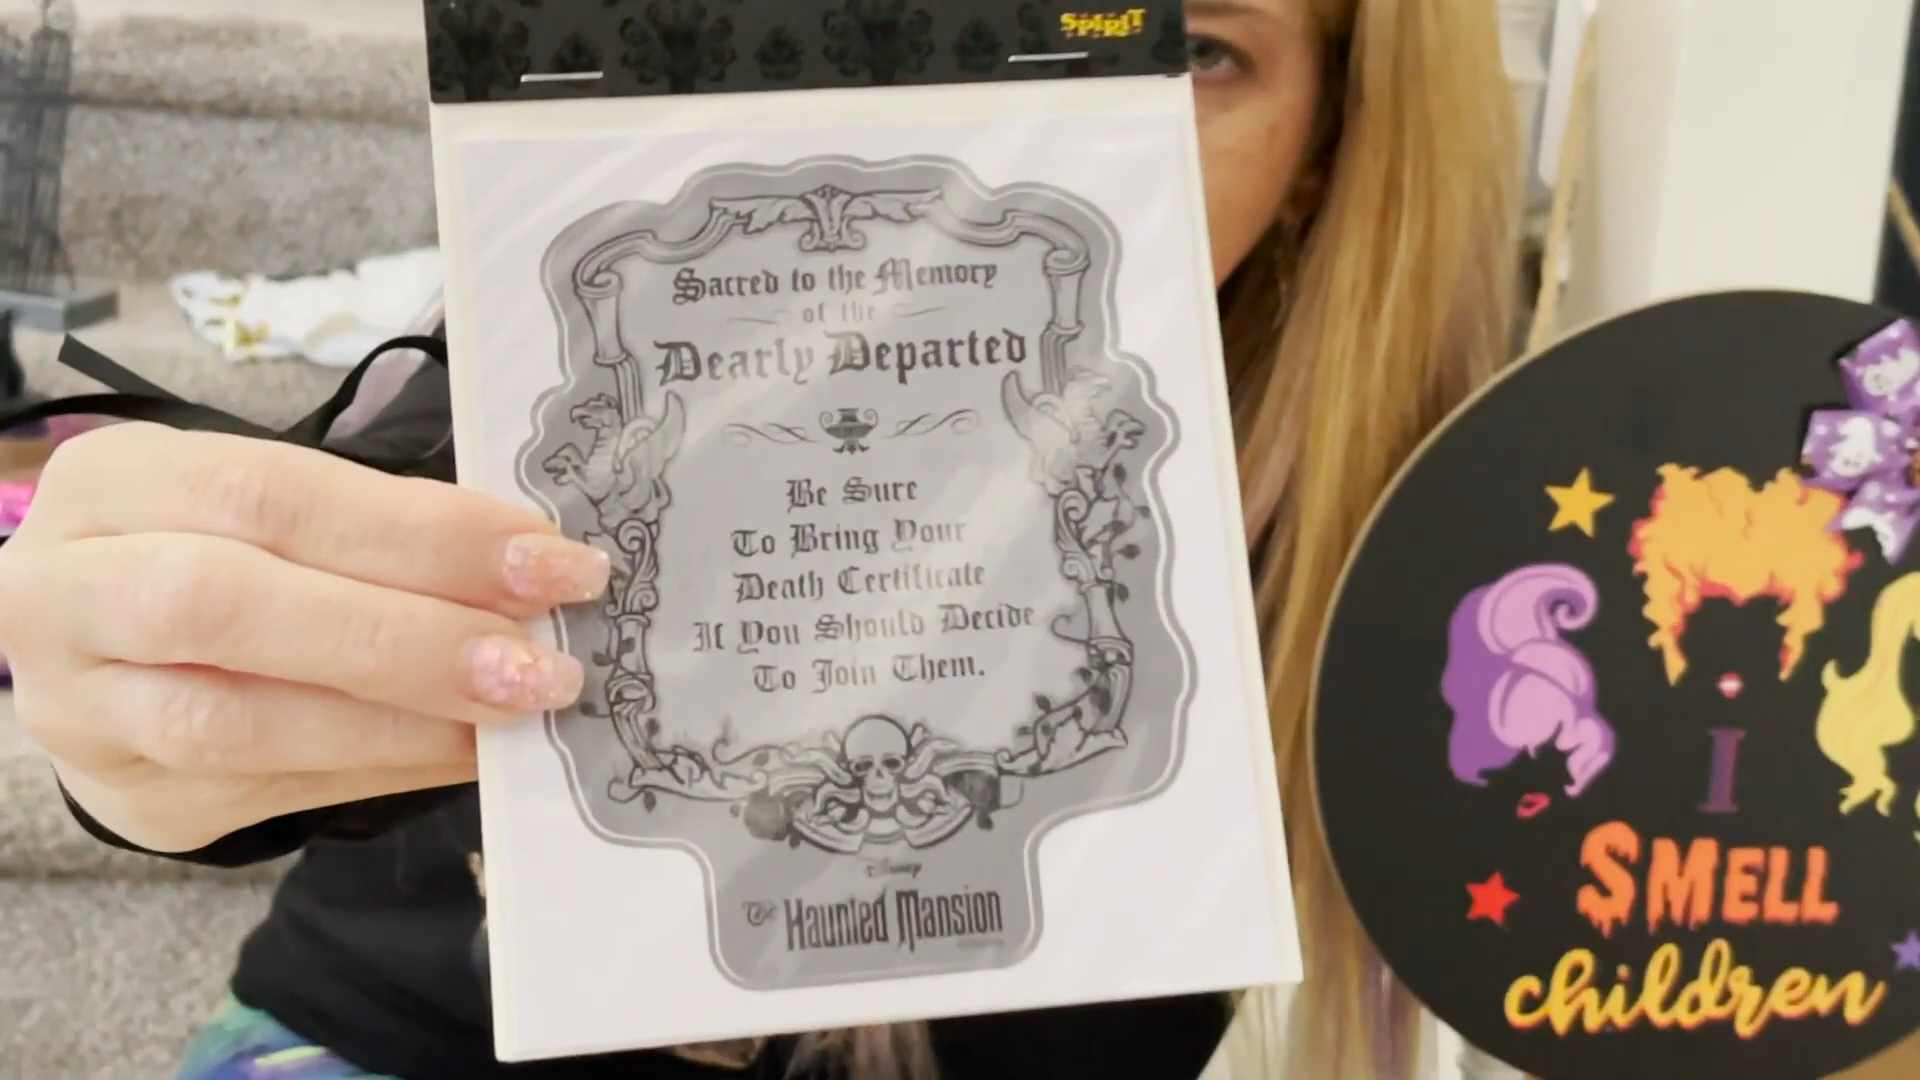 SPIRIT
Sacred to the Memory
of the
Dearly Departed
Be Sure
To Bring Your
Death Certificate
If You Should Decide
To Join Them.
Disney
The Haunted Mansion
I
SMELL
children